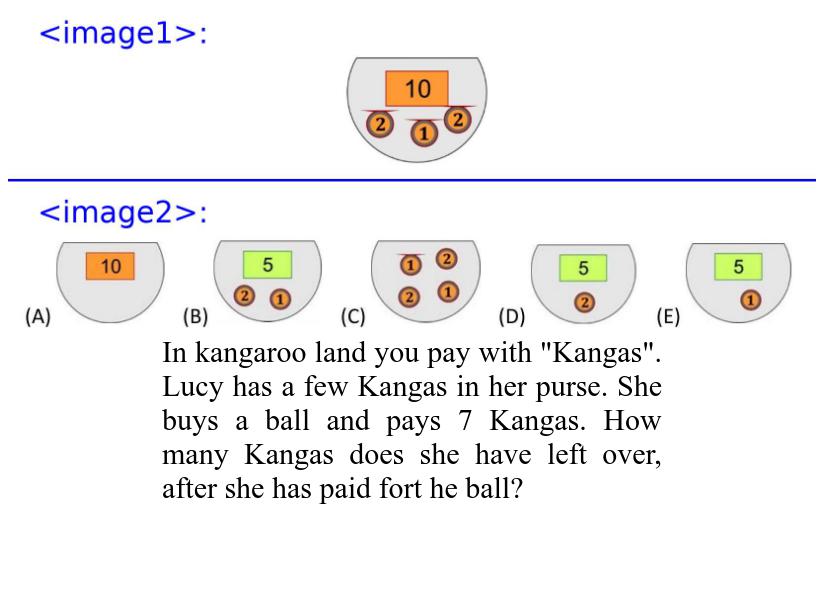 <image1>:
10
2 1 2
<image2>:
(A) 10
(B) 5 2 1
(C) 1 2 2 1
(D) 5 2
(E) 5 1
In kangaroo land you pay with "Kangas".
Lucy has a few Kangas in her purse. She
buys a ball and pays 7 Kangas. How
many Kangas does she have left over,
after she has paid fort he ball?